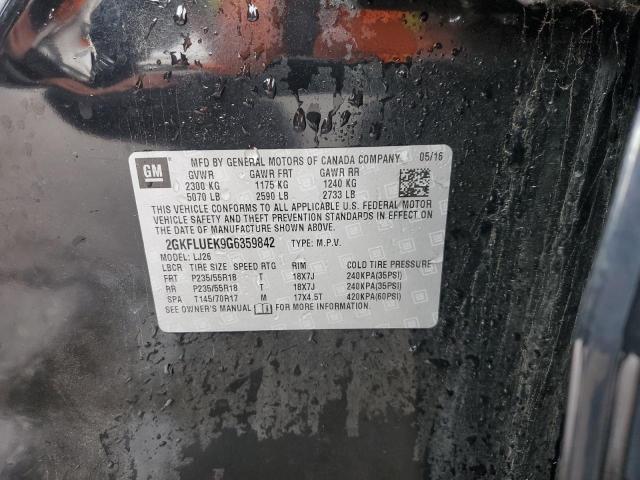 GM
MFD BY GENERAL MOTORS OF CANADA COMPANY 05/16
GVWR GAWR FRT GAWR RR
2300 KG 1175 KG 1240 KG
5070 LB 2590 LB 2733 LB
THIS VEHICLE CONFORMS TO ALL APPLICABLE U.S. FEDERAL MOTOR
VEHICLE SAFETY AND THEFT PREVENTION STANDARDS IN EFFECT
ON THE DATE OF MANUFACTURE SHOWN ABOVE.
2GKFLUEK9G6359842 TYPE: M.P.V.
MODEL: LJ26
LBCR TIRE SIZE SPEED RTG RIM COLD TIRE PRESSURE
FRT P235/55R18 T 18X7J 240KPA(35PSI)
RR P235/55R18 T 18X7J 240KPA(35PSI)
SPA T145/70R17 M 17X4.5T 420KPA(60PSI)
SEE OWNER'S MANUAL FOR MORE INFORMATION.